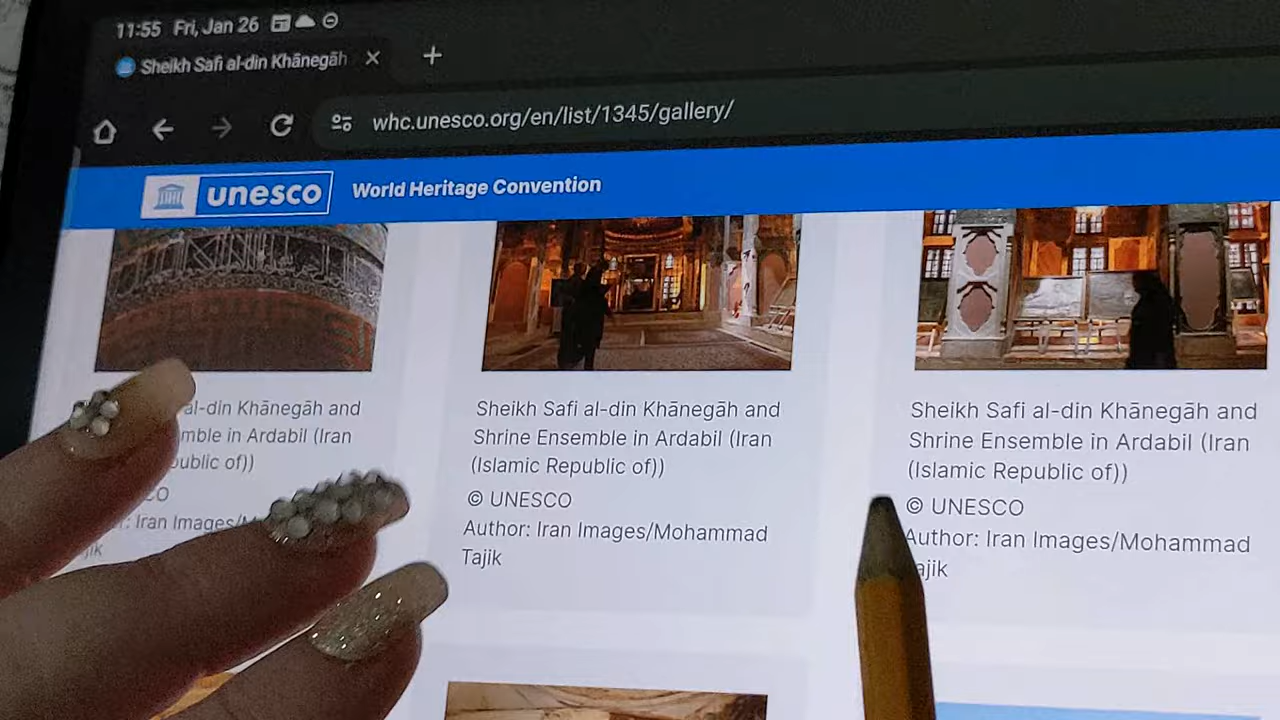 11:55 Fri, Jan 26
Sheikh Safi al-din Khānegāh
whc.unesco.org/en/list/1345/gallery/
unesco World Heritage Convention
al-din Khānegāh and
mble in Ardabil (Iran
public of))
CO
: Iran Images/M
jik
Sheikh Safi al-din Khānegāh and
Shrine Ensemble in Ardabil (Iran
(Islamic Republic of))
© UNESCO
Author: Iran Images/Mohammad
Tajik
Sheikh Safi al-din Khānegāh and
Shrine Ensemble in Ardabil (Iran
(Islamic Republic of))
© UNESCO
Author: Iran Images/Mohammad
ajik